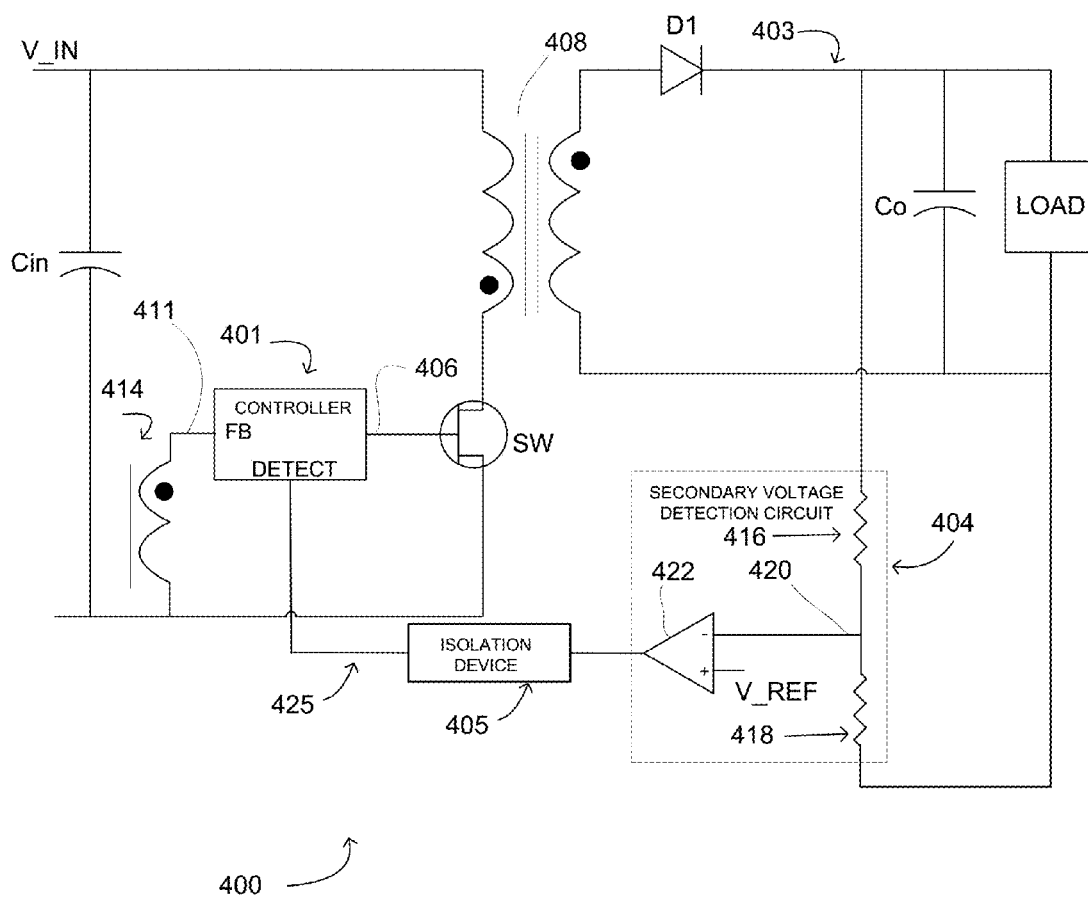 D1
403
V_IN
408
Co
LOAD
Cin
411
401
406
414
CONTROLLER
FB
DETECT
SW
SECONDARY VOLTAGE
DETECTION CIRCUIT
416
404
422
420
-
+
V_REF
ISOLATION
DEVICE
425
405
418
400